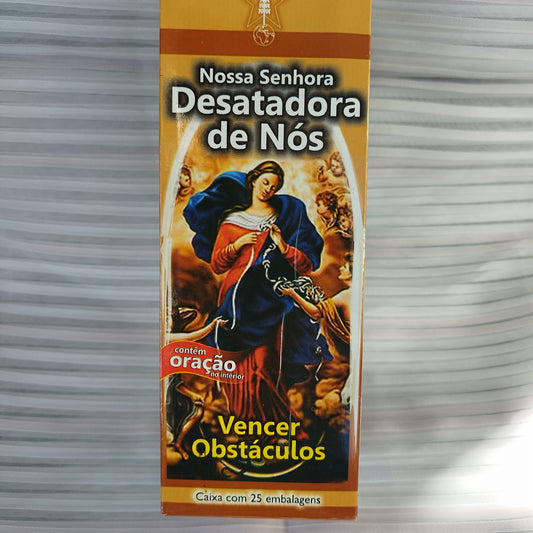 Nossa Senhora
Desatadora
de Nós
contém
oração
no interior
Vencer
Obstáculos
Caixa com 25 embalagens